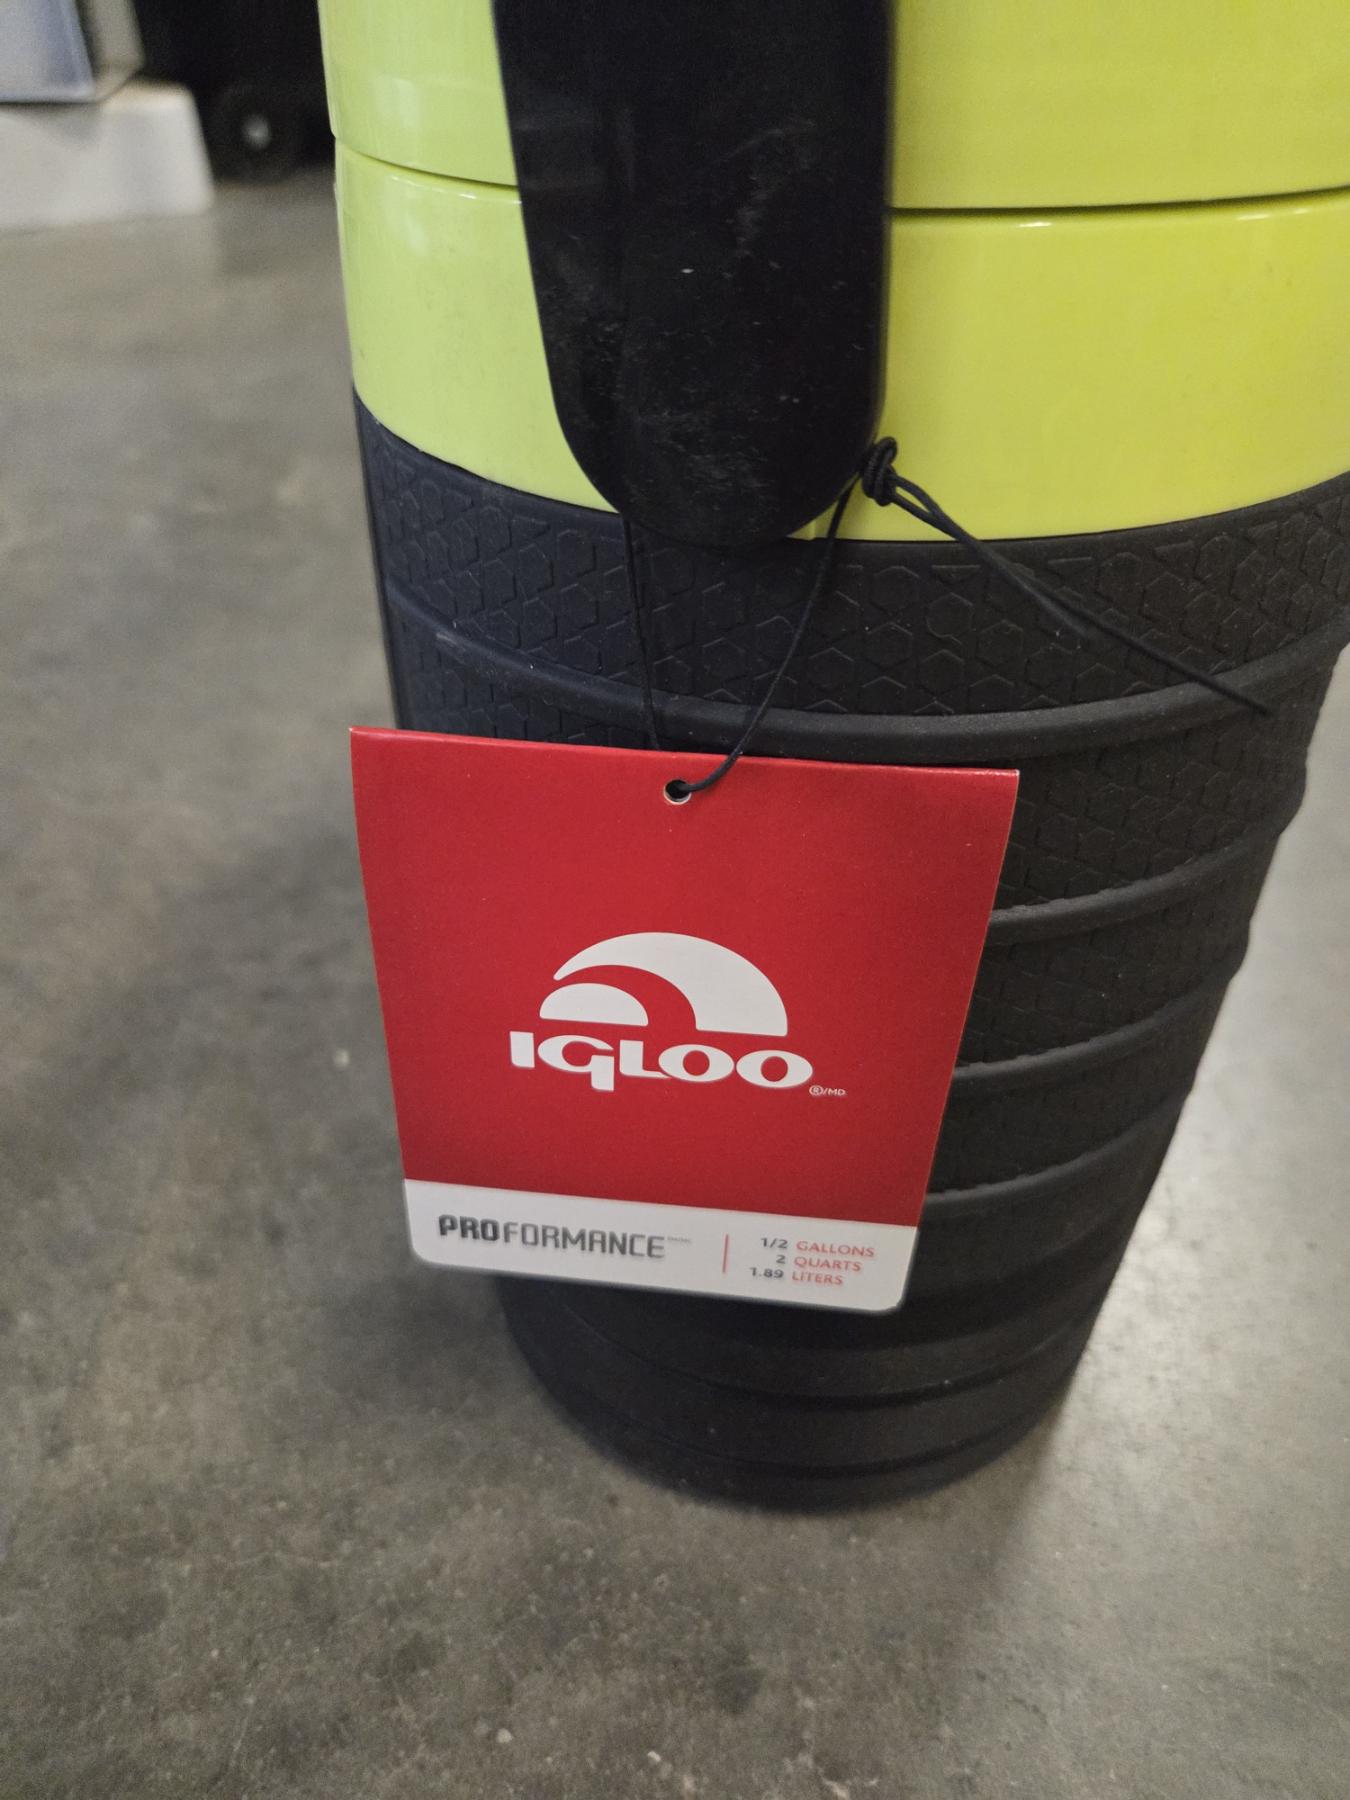 IGLOO
®/MD
PROFORMANCE
1/2 GALLONS
2 QUARTS
1.89 LITERS